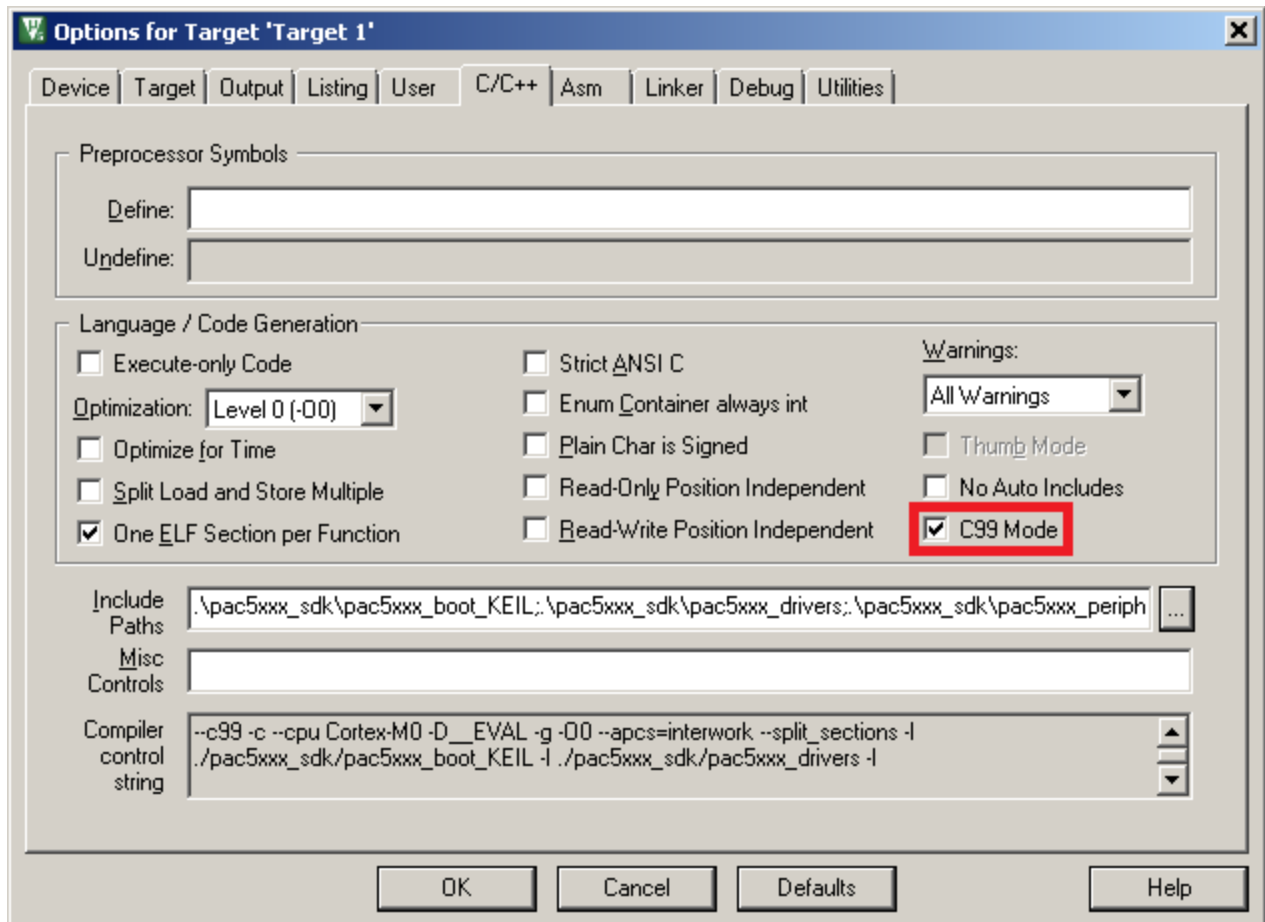 Options for Target 'Target 1'
Device Target Output Listing User C/C++ Asm Linker Debug Utilities
Preprocessor Symbols
Define:
Undefine:
Language / Code Generation
Execute-only Code
Optimization: Level 0 (-O0)
Optimize for Time
Split Load and Store Multiple
One ELF Section per Function
Strict ANSI C
Enum Container always int
Plain Char is Signed
Read-Only Position Independent
Read-Write Position Independent
Warnings:
All Warnings
Thumb Mode
No Auto Includes
C99 Mode
Include
Paths
.\pac5xxx_sdk\pac5xxx_boot_KEIL;.\pac5xxx_sdk\pac5xxx_drivers;.\pac5xxx_sdk\pac5xxx_periph
...
Misc
Controls
Compiler
control
string
--c99 -c --cpu Cortex-M0 -D__EVAL -g -O0 --apcs=interwork --split_sections -I
./pac5xxx_sdk/pac5xxx_boot_KEIL -I ./pac5xxx_sdk/pac5xxx_drivers -I
OK Cancel Defaults Help